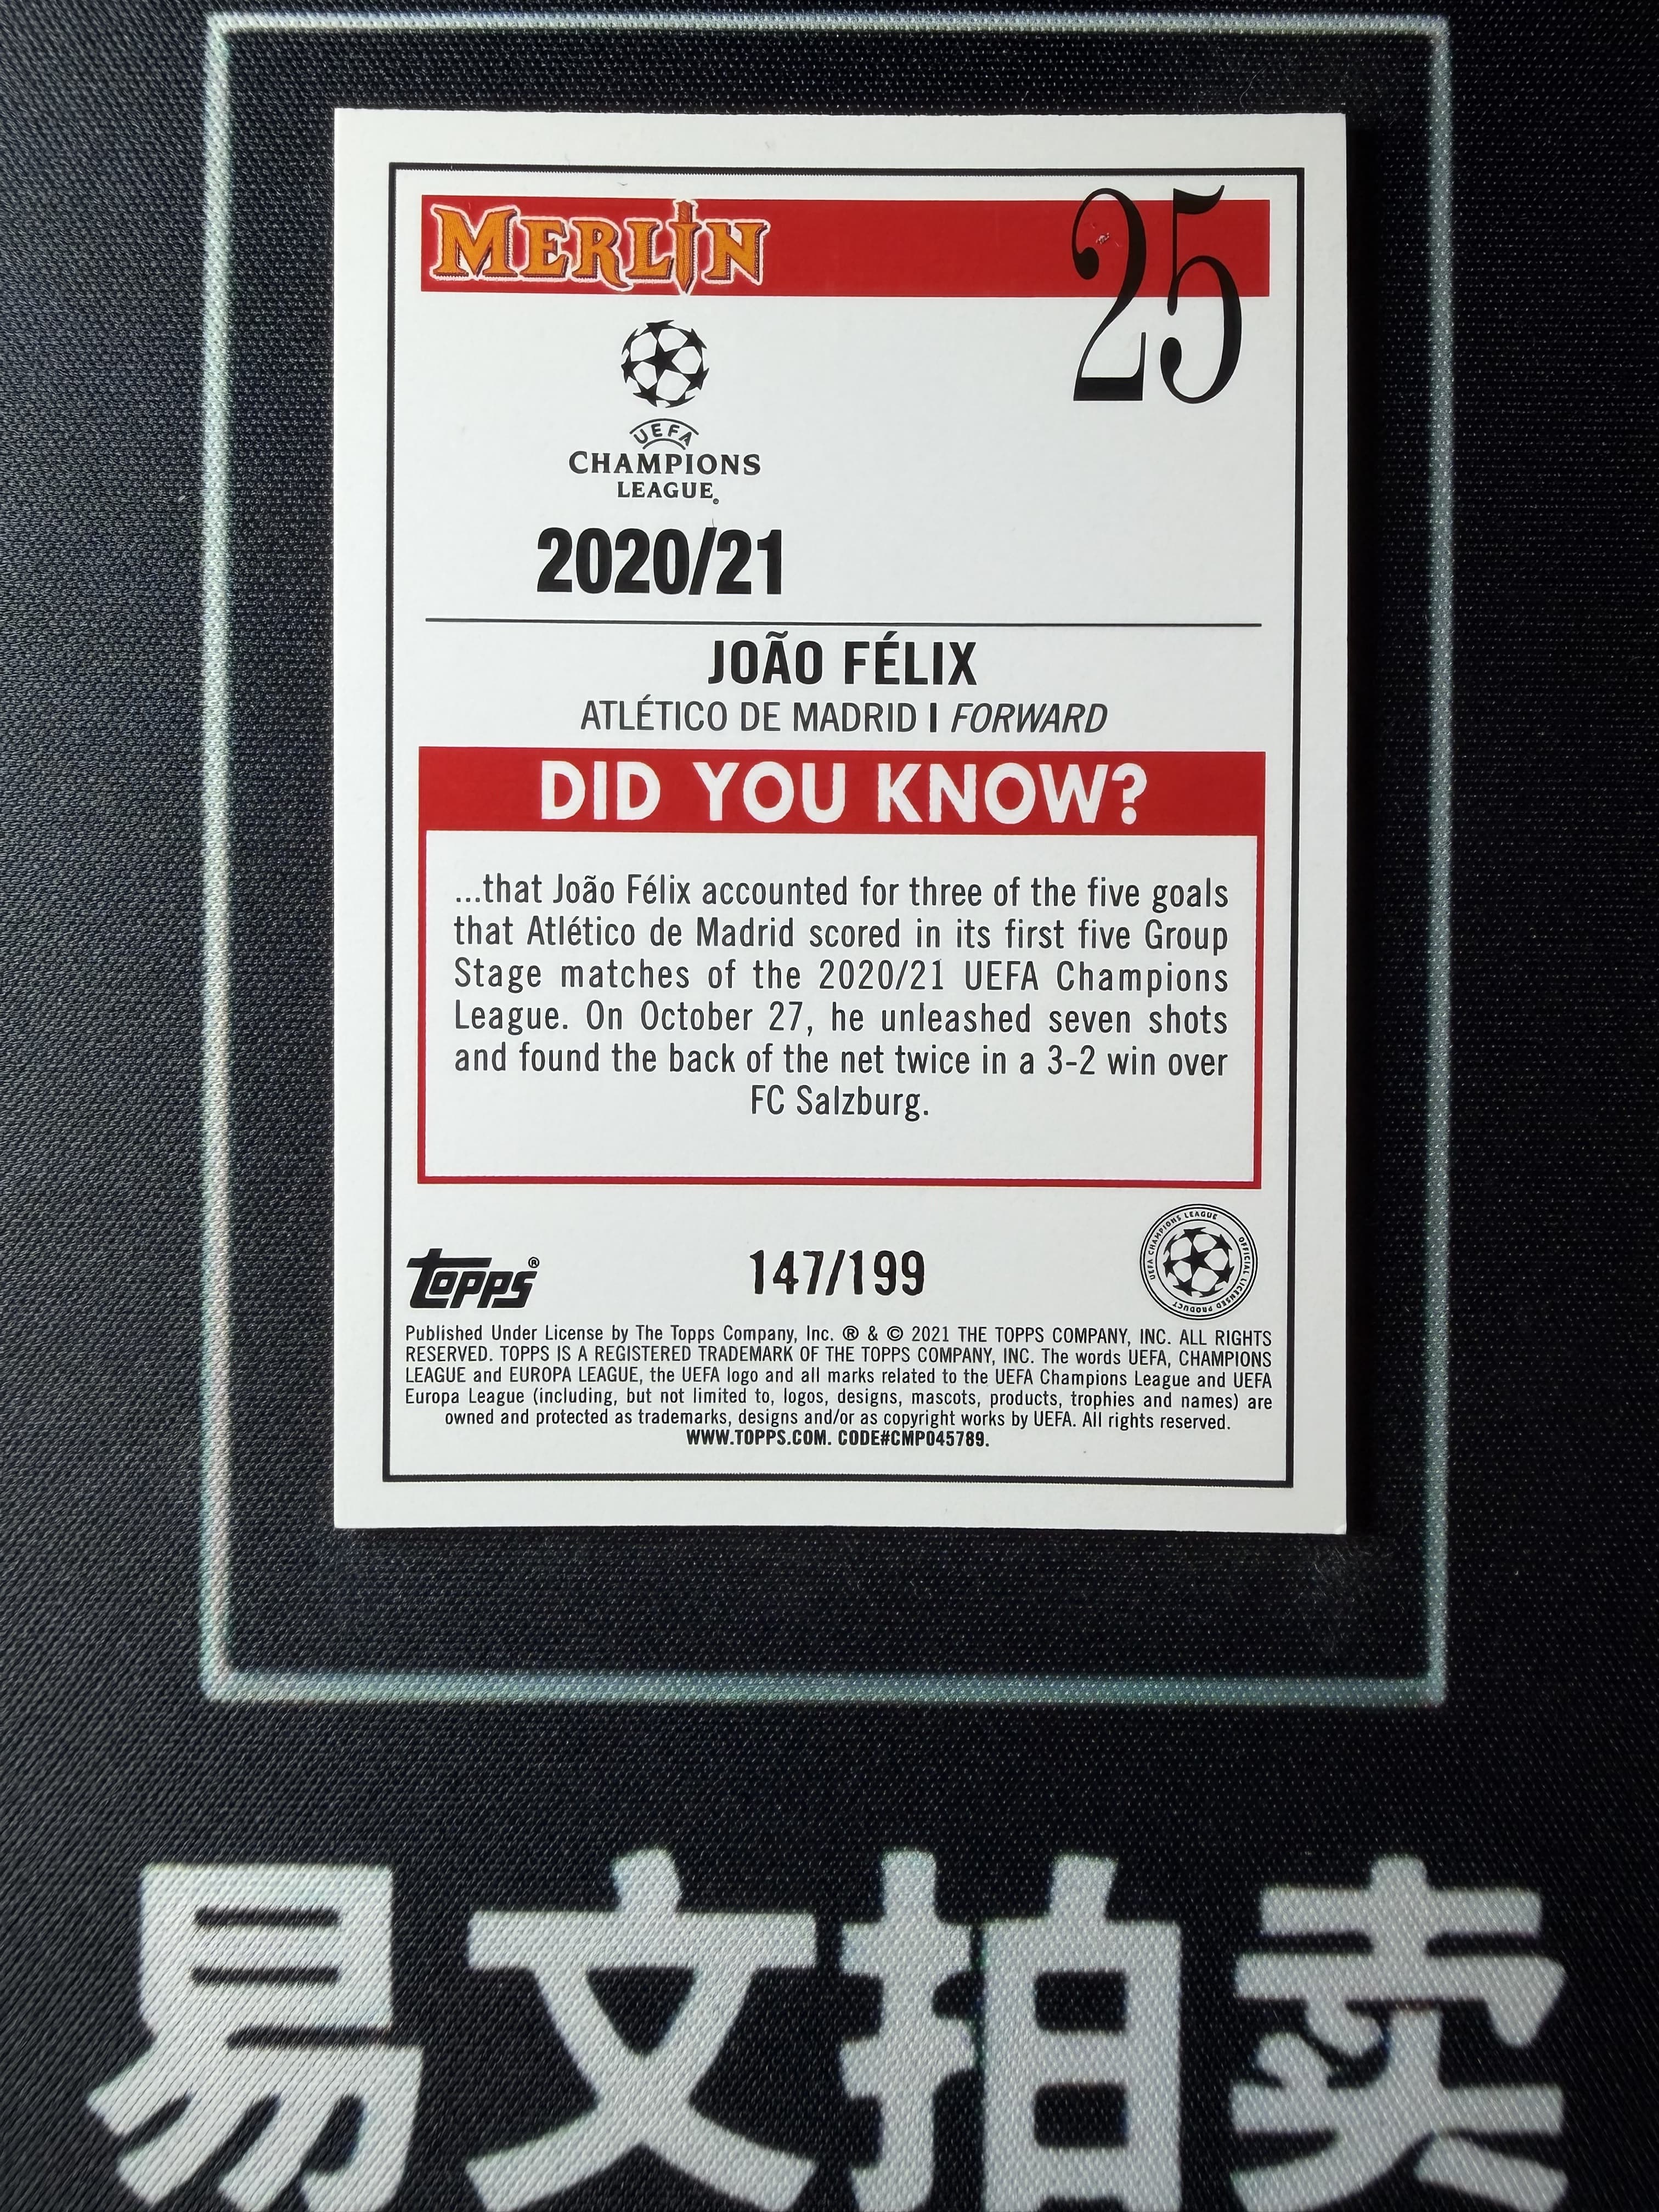 MERLIN
25
UEFA
CHAMPIONS
LEAGUE®
2020/21
JOÃO FÉLIX
ATLÉTICO DE MADRID I FORWARD
DID YOU KNOW?
...that João Félix accounted for three of the five goals
that Atlético de Madrid scored in its first five Group
Stage matches of the 2020/21 UEFA Champions
League. On October 27, he unleashed seven shots
and found the back of the net twice in a 3-2 win over
FC Salzburg.
topps®
147/199
UEFA CHAMPIONS LEAGUE OFFICIAL LICENSED PRODUCT
Published Under License by The Topps Company, Inc. ® & © 2021 THE TOPPS COMPANY, INC. ALL RIGHTS
RESERVED. TOPPS IS A REGISTERED TRADEMARK OF THE TOPPS COMPANY, INC. The words UEFA, CHAMPIONS
LEAGUE and EUROPA LEAGUE, the UEFA logo and all marks related to the UEFA Champions League and UEFA
Europa League (including, but not limited to, logos, designs, mascots, products, trophies and names) are
owned and protected as trademarks, designs and/or as copyright works by UEFA. All rights reserved.
WWW.TOPPS.COM. CODE#CMP045789.
易文拍卖